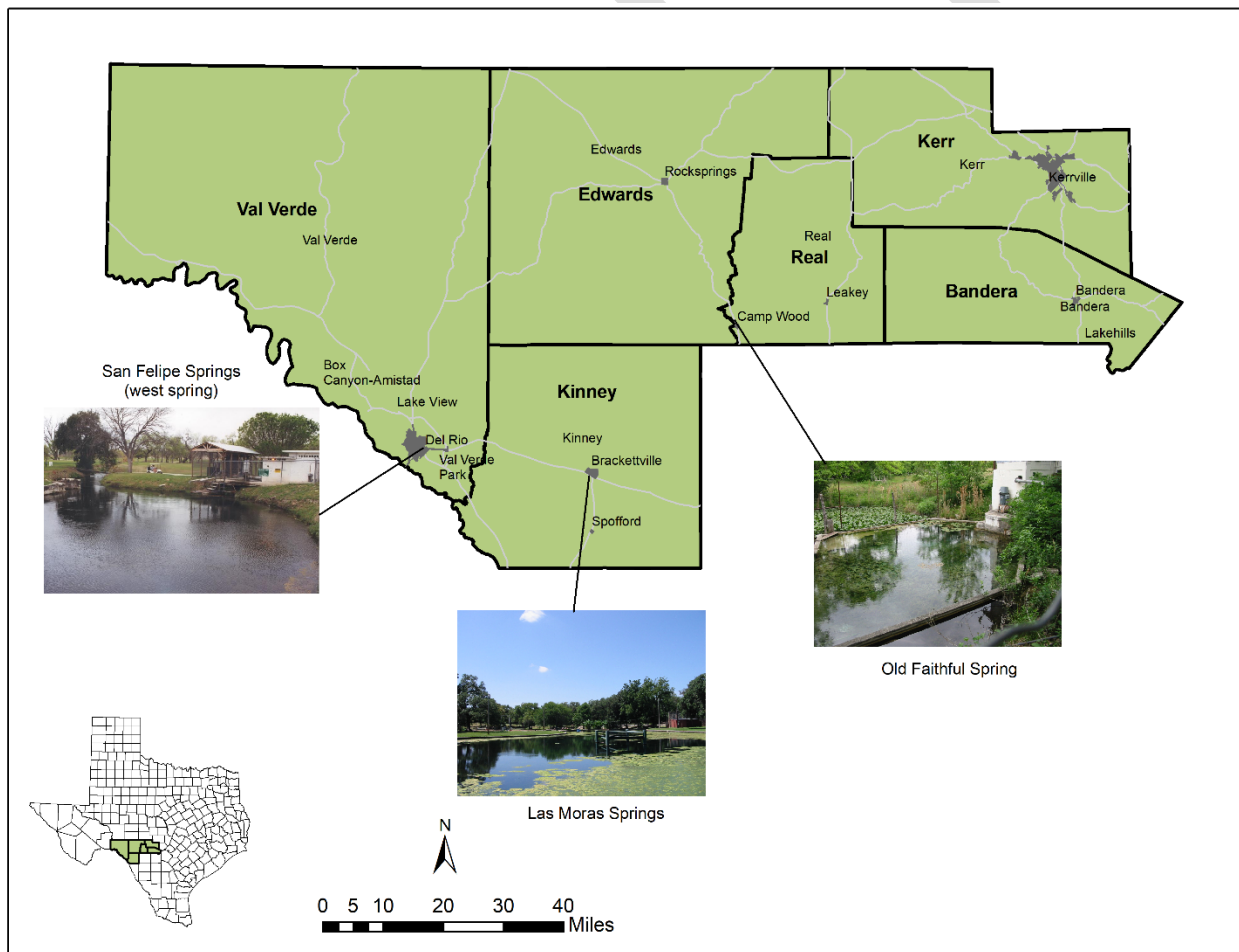 Kerr
Edwards
Kerr
Rocksprings
Kerrville
Edwards
Val Verde
Val Verde
Real
Real
Bandera
Bandera
Leakey
Bandera
Camp Wood
Lakehills
Box
Canyon-Amistad
San Felipe Springs
(west spring)
Kinney
Lake View
Del Rio
Kinney
Val Verde
Park
Brackettville
Spofford
Old Faithful Spring
Las Moras Springs
N
0 5 10 20 30 40
Miles